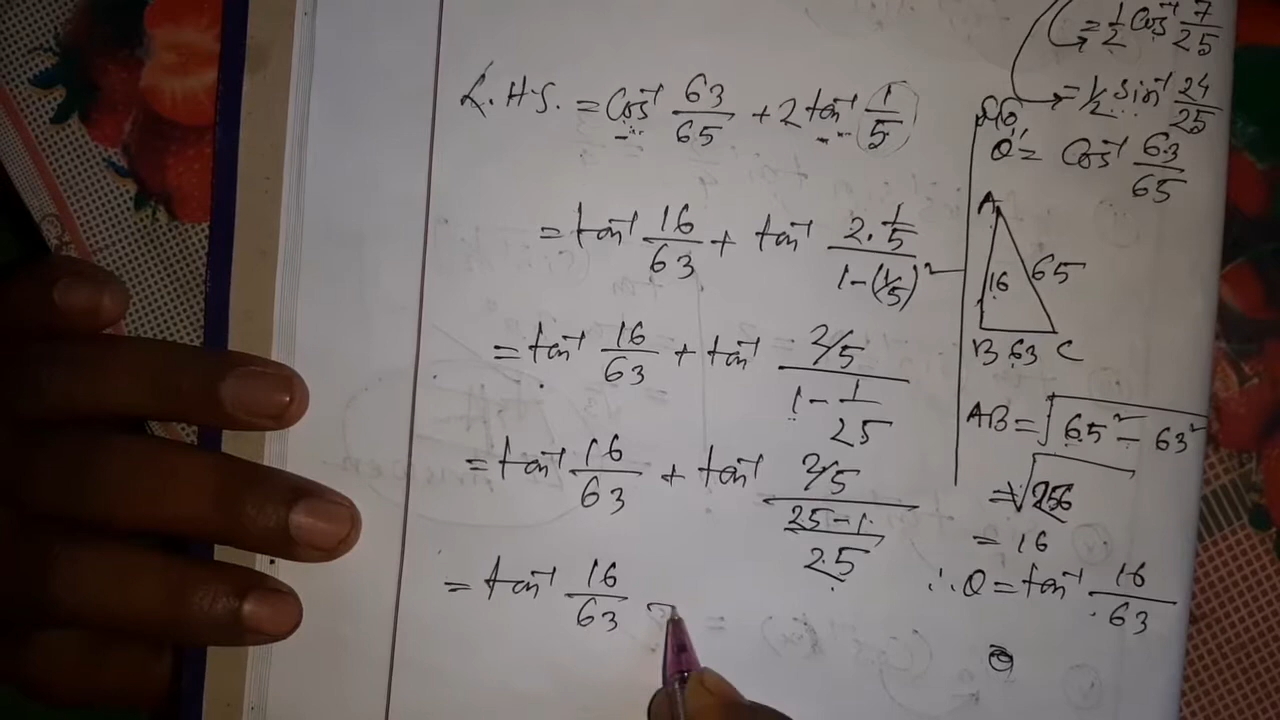 L.H.S. = Cos⁻¹ 63/65 + 2 tan⁻¹ 1/5
= tan⁻¹ 16/63 + tan⁻¹ (2·1/5)/(1-(1/5)²)
= tan⁻¹ 16/63 + tan⁻¹ (2/5)/(1-1/25)
= tan⁻¹ 16/63 + tan⁻¹ (2/5)/((25-1)/25)
= tan⁻¹ 16/63
= 1/2 Cos⁻¹ 7/25
= 1/2 Sin⁻¹ 24/25
θ = Cos⁻¹ 63/65
A
16 65
B 63 C
AB = √65² - 63²
= √256
= 16
∴ θ = tan⁻¹ 16/63